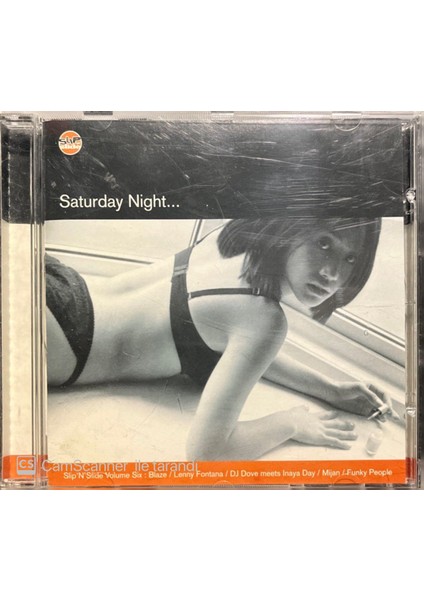 SLIP
Saturday Night...
CS CamScanner ile tarandı
Slip'N'Slide Volume Six : Blaze / Lenny Fontana / DJ Dove meets Inaya Day / Mijan / Funky People